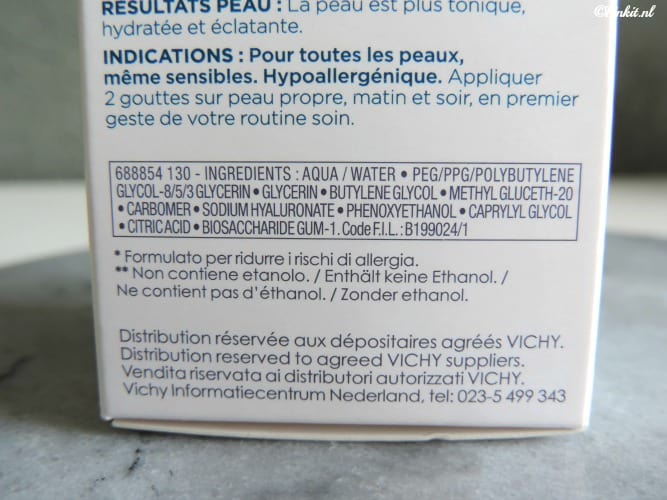 ©Pinkit.nl
RÉSULTATS PEAU : La peau est plus tonique,
hydratée et éclatante.
INDICATIONS : Pour toutes les peaux,
même sensibles. Hypoallergénique. Appliquer
2 gouttes sur peau propre, matin et soir, en premier
geste de votre routine soin.
688854 130 - INGREDIENTS : AQUA / WATER • PEG/PPG/POLYBUTYLENE
GLYCOL-8/5/3 GLYCERIN • GLYCERIN • BUTYLENE GLYCOL • METHYL GLUCETH-20
• CARBOMER • SODIUM HYALURONATE • PHENOXYETHANOL • CAPRYLYL GLYCOL
• CITRIC ACID • BIOSACCHARIDE GUM-1. Code F.I.L. : B199024/1
* Formulato per ridurre i rischi di allergia.
** Non contiene etanolo. / Enthält keine Ethanol. /
Ne contient pas d'éthanol. / Zonder ethanol.
Distribution réservée aux dépositaires agréés VICHY.
Distribution reserved to agreed VICHY suppliers.
Vendita riservata ai distributori autorizzati VICHY.
Vichy Informatiecentrum Nederland, tel: 023-5 499 343